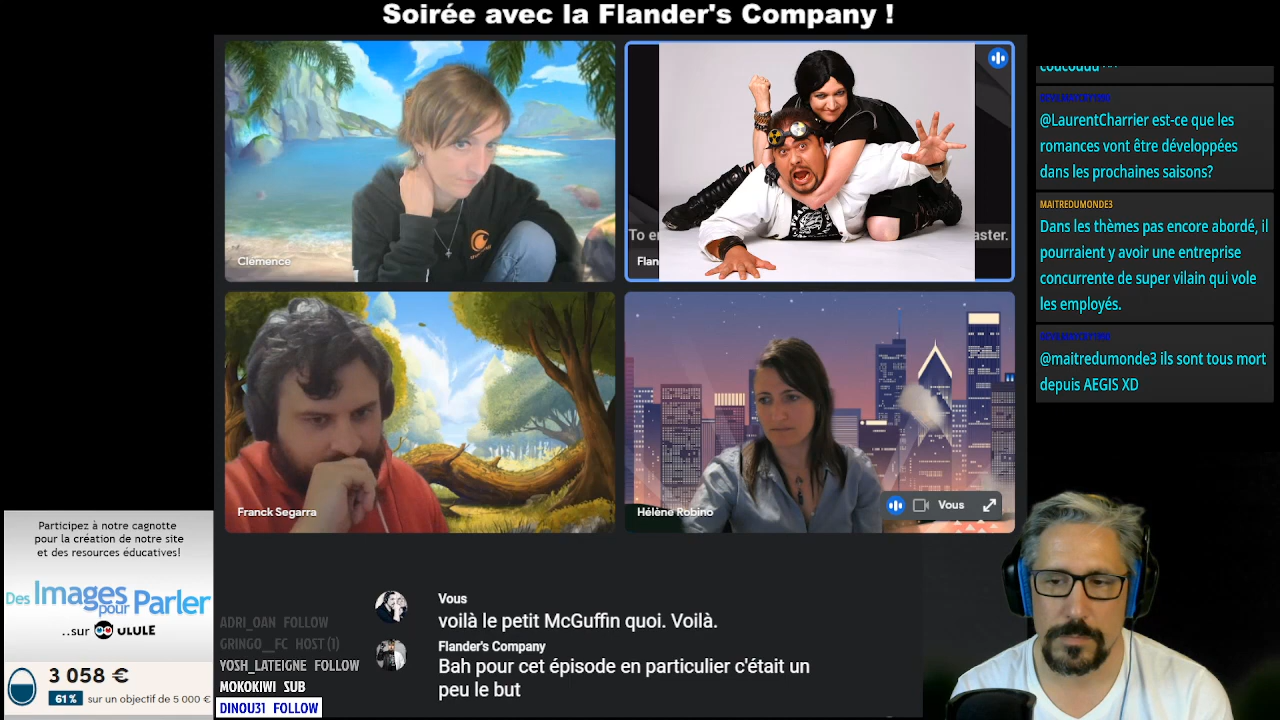 Soirée avec la Flander's Company !
coucouuu ^^
@LaurentCharrier est-ce que les
romances vont être développées
dans les prochaines saisons?
MAITREDUMONDE3
Dans les thèmes pas encore abordé, il
pourraient y avoir une entreprise
concurrente de super vilain qui vole
les employés.
@maitredumonde3 ils sont tous mort
depuis AEGIS XD
Clémence
To
aster.
Flan
Franck Segarra
Hélène Robino
Vous
Participez à notre cagnotte
pour la création de notre site
et des resources éducatives!
Des Images pour Parler
..sur ULULE
3 058 €
61 % sur un objectif de 5 000 €
ADRI_OAN FOLLOW
GRINGO__FC HOST (1)
YOSH_LATEIGNE FOLLOW
MOKOKIWI SUB
DINOU31 FOLLOW
Vous
voilà le petit McGuffin quoi. Voilà.
Flander's Company
Bah pour cet épisode en particulier c'était un
peu le but